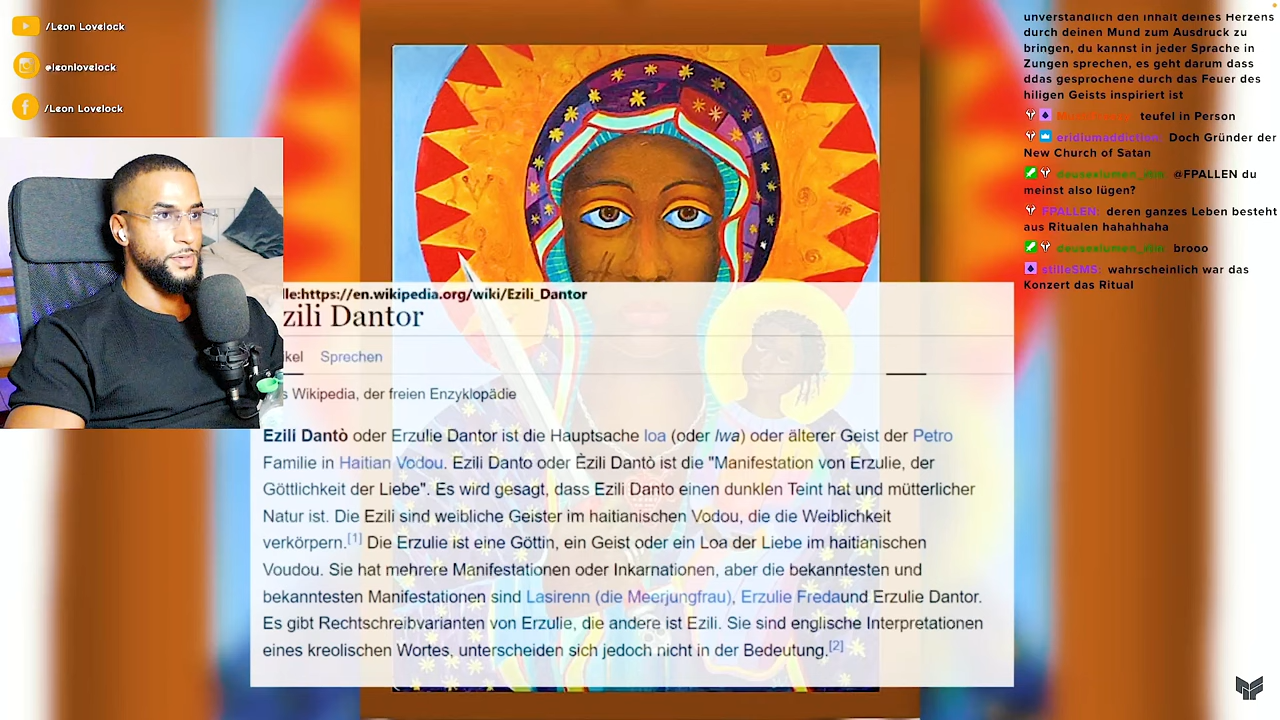 /Leon Lovelock
@leonlovelock
/Leon Lovelock
lle:https://en.wikipedia.org/wiki/Ezili_Dantor
zili Dantor
ikel Sprechen
s Wikipedia, der freien Enzyklopädie
Ezili Dantò oder Erzulie Dantor ist die Hauptsache loa (oder lwa) oder älterer Geist der Petro
Familie in Haitian Vodou. Ezili Danto oder Èzili Dantò ist die "Manifestation von Erzulie, der
Göttlichkeit der Liebe". Es wird gesagt, dass Ezili Danto einen dunklen Teint hat und mütterlicher
Natur ist. Die Ezili sind weibliche Geister im haitianischen Vodou, die die Weiblichkeit
verkörpern.[1] Die Erzulie ist eine Göttin, ein Geist oder ein Loa der Liebe im haitianischen
Voudou. Sie hat mehrere Manifestationen oder Inkarnationen, aber die bekanntesten und
bekanntesten Manifestationen sind Lasirenn (die Meerjungfrau), Erzulie Fredaund Erzulie Dantor.
Es gibt Rechtschreibvarianten von Erzulie, die andere ist Ezili. Sie sind englische Interpretationen
eines kreolischen Wortes, unterscheiden sich jedoch nicht in der Bedeutung.[2]
unverständlich den Inhalt deines Herzens
durch deinen Mund zum Ausdruck zu
bringen, du kannst in jeder Sprache in
Zungen sprechen, es geht darum dass
ddas gesprochene durch das Feuer des
hiligen Geists inspiriert ist
teufel in Person
eridiumaddiction: Doch Gründer der
New Church of Satan
@FPALLEN du
meinst also lügen?
FPALLEN: deren ganzes Leben besteht
aus Ritualen hahahhaha
brooo
stilleSMS: wahrscheinlich war das
Konzert das Ritual